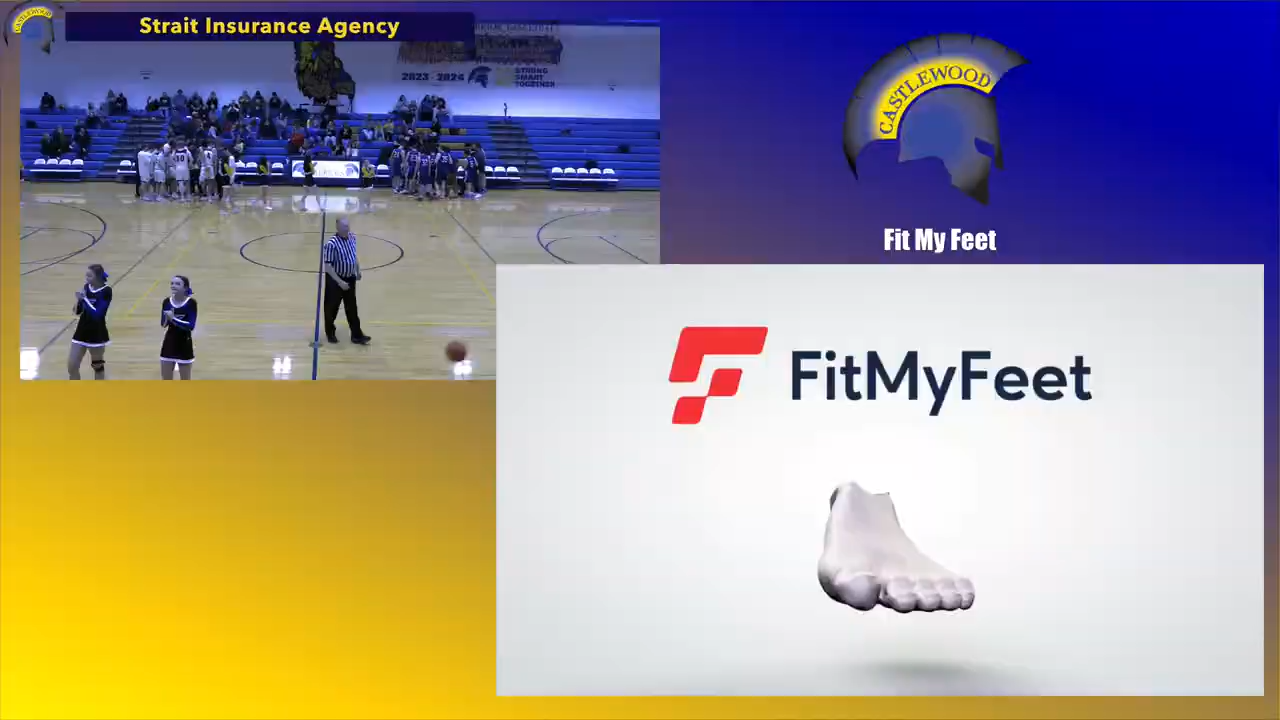 Strait Insurance Agency
2023 - 2024
STRONG
SMART
TOGETHER
CASTLEWOOD
Fit My Feet
FitMyFeet